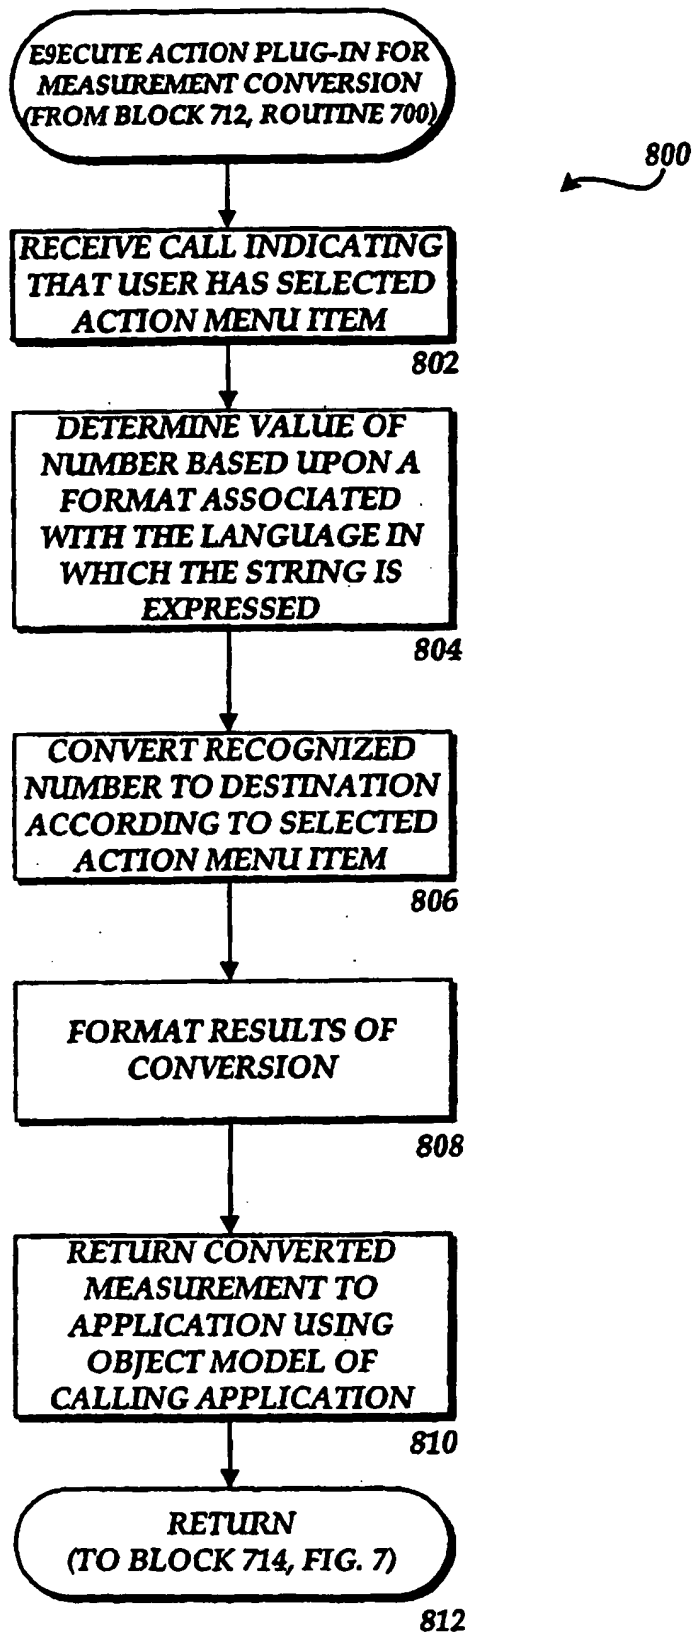 E9ECUTE ACTION PLUG-IN FOR
MEASUREMENT CONVERSION
(FROM BLOCK 712, ROUTINE 700)
800
RECEIVE CALL INDICATING
THAT USER HAS SELECTED
ACTION MENU ITEM
802
DETERMINE VALUE OF
NUMBER BASED UPON A
FORMAT ASSOCIATED
WITH THE LANGUAGE IN
WHICH THE STRING IS
EXPRESSED
804
CONVERT RECOGNIZED
NUMBER TO DESTINATION
ACCORDING TO SELECTED
ACTION MENU ITEM
806
FORMAT RESULTS OF
CONVERSION
808
RETURN CONVERTED
MEASUREMENT TO
APPLICATION USING
OBJECT MODEL OF
CALLING APPLICATION
810
RETURN
(TO BLOCK 714, FIG. 7)
812